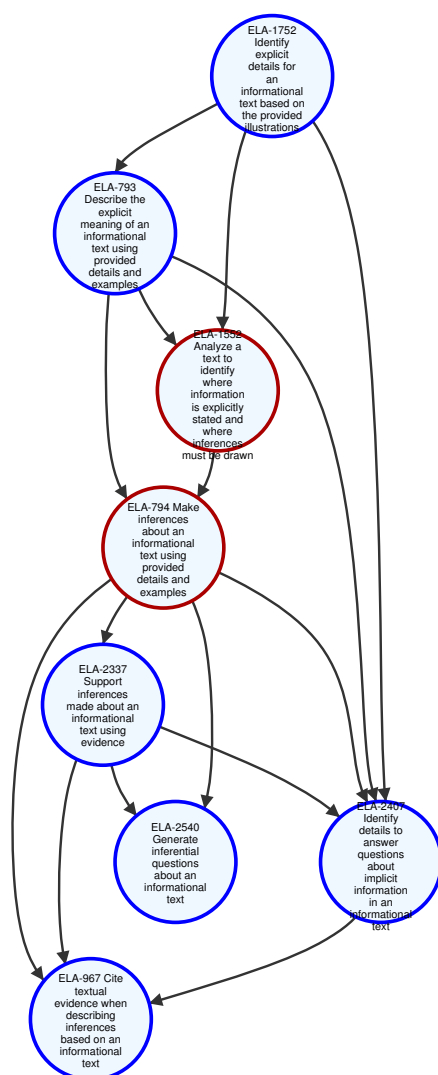 ELA-1752
Identify
explicit
details for
an
informational
text based on
the provided
illustrations
ELA-793
Describe the
explicit
meaning of an
informational
text using
provided
details and
examples
ELA-1552
Analyze a
text to
identify
where
information
is explicitly
stated and
where
inferences
must be drawn
ELA-794 Make
inferences
about an
informational
text using
provided
details and
examples
ELA-2337
Support
inferences
made about an
informational
text using
evidence
ELA-2540
Generate
inferential
questions
about an
informational
text
ELA-2407
Identify
details to
answer
questions
about
implicit
information
in an
informational
text
ELA-967 Cite
textual
evidence when
describing
inferences
based on an
informational
text